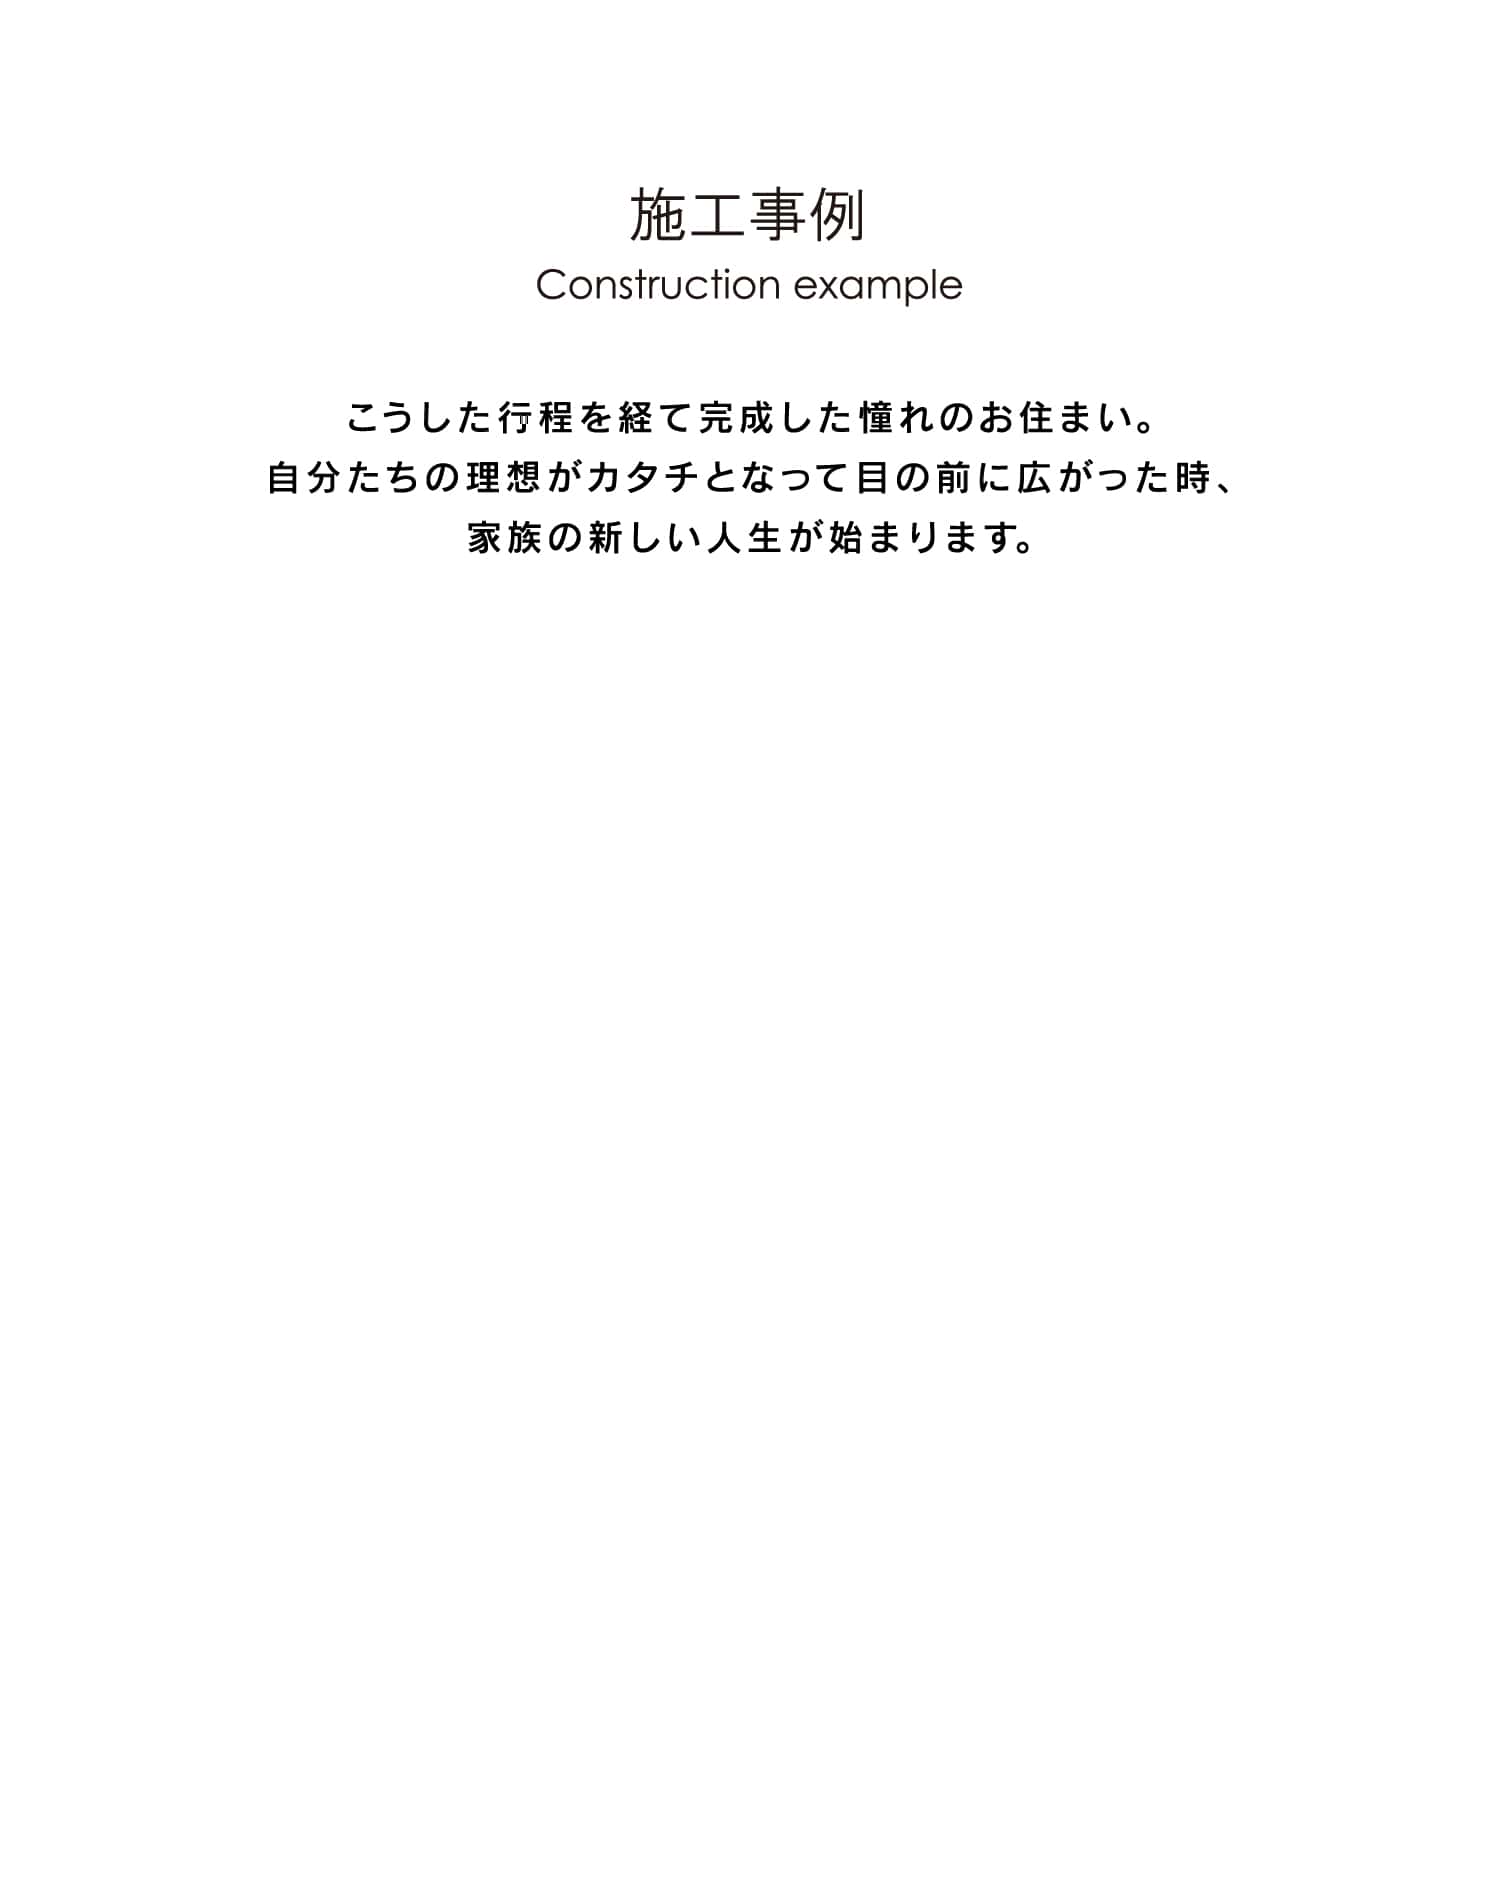 施工事例
Construction example
こうした行程を経て完成した憧れのお住まい。
自分たちの理想がカタチとなって目の前に広がった時、
家族の新しい人生が始まります。